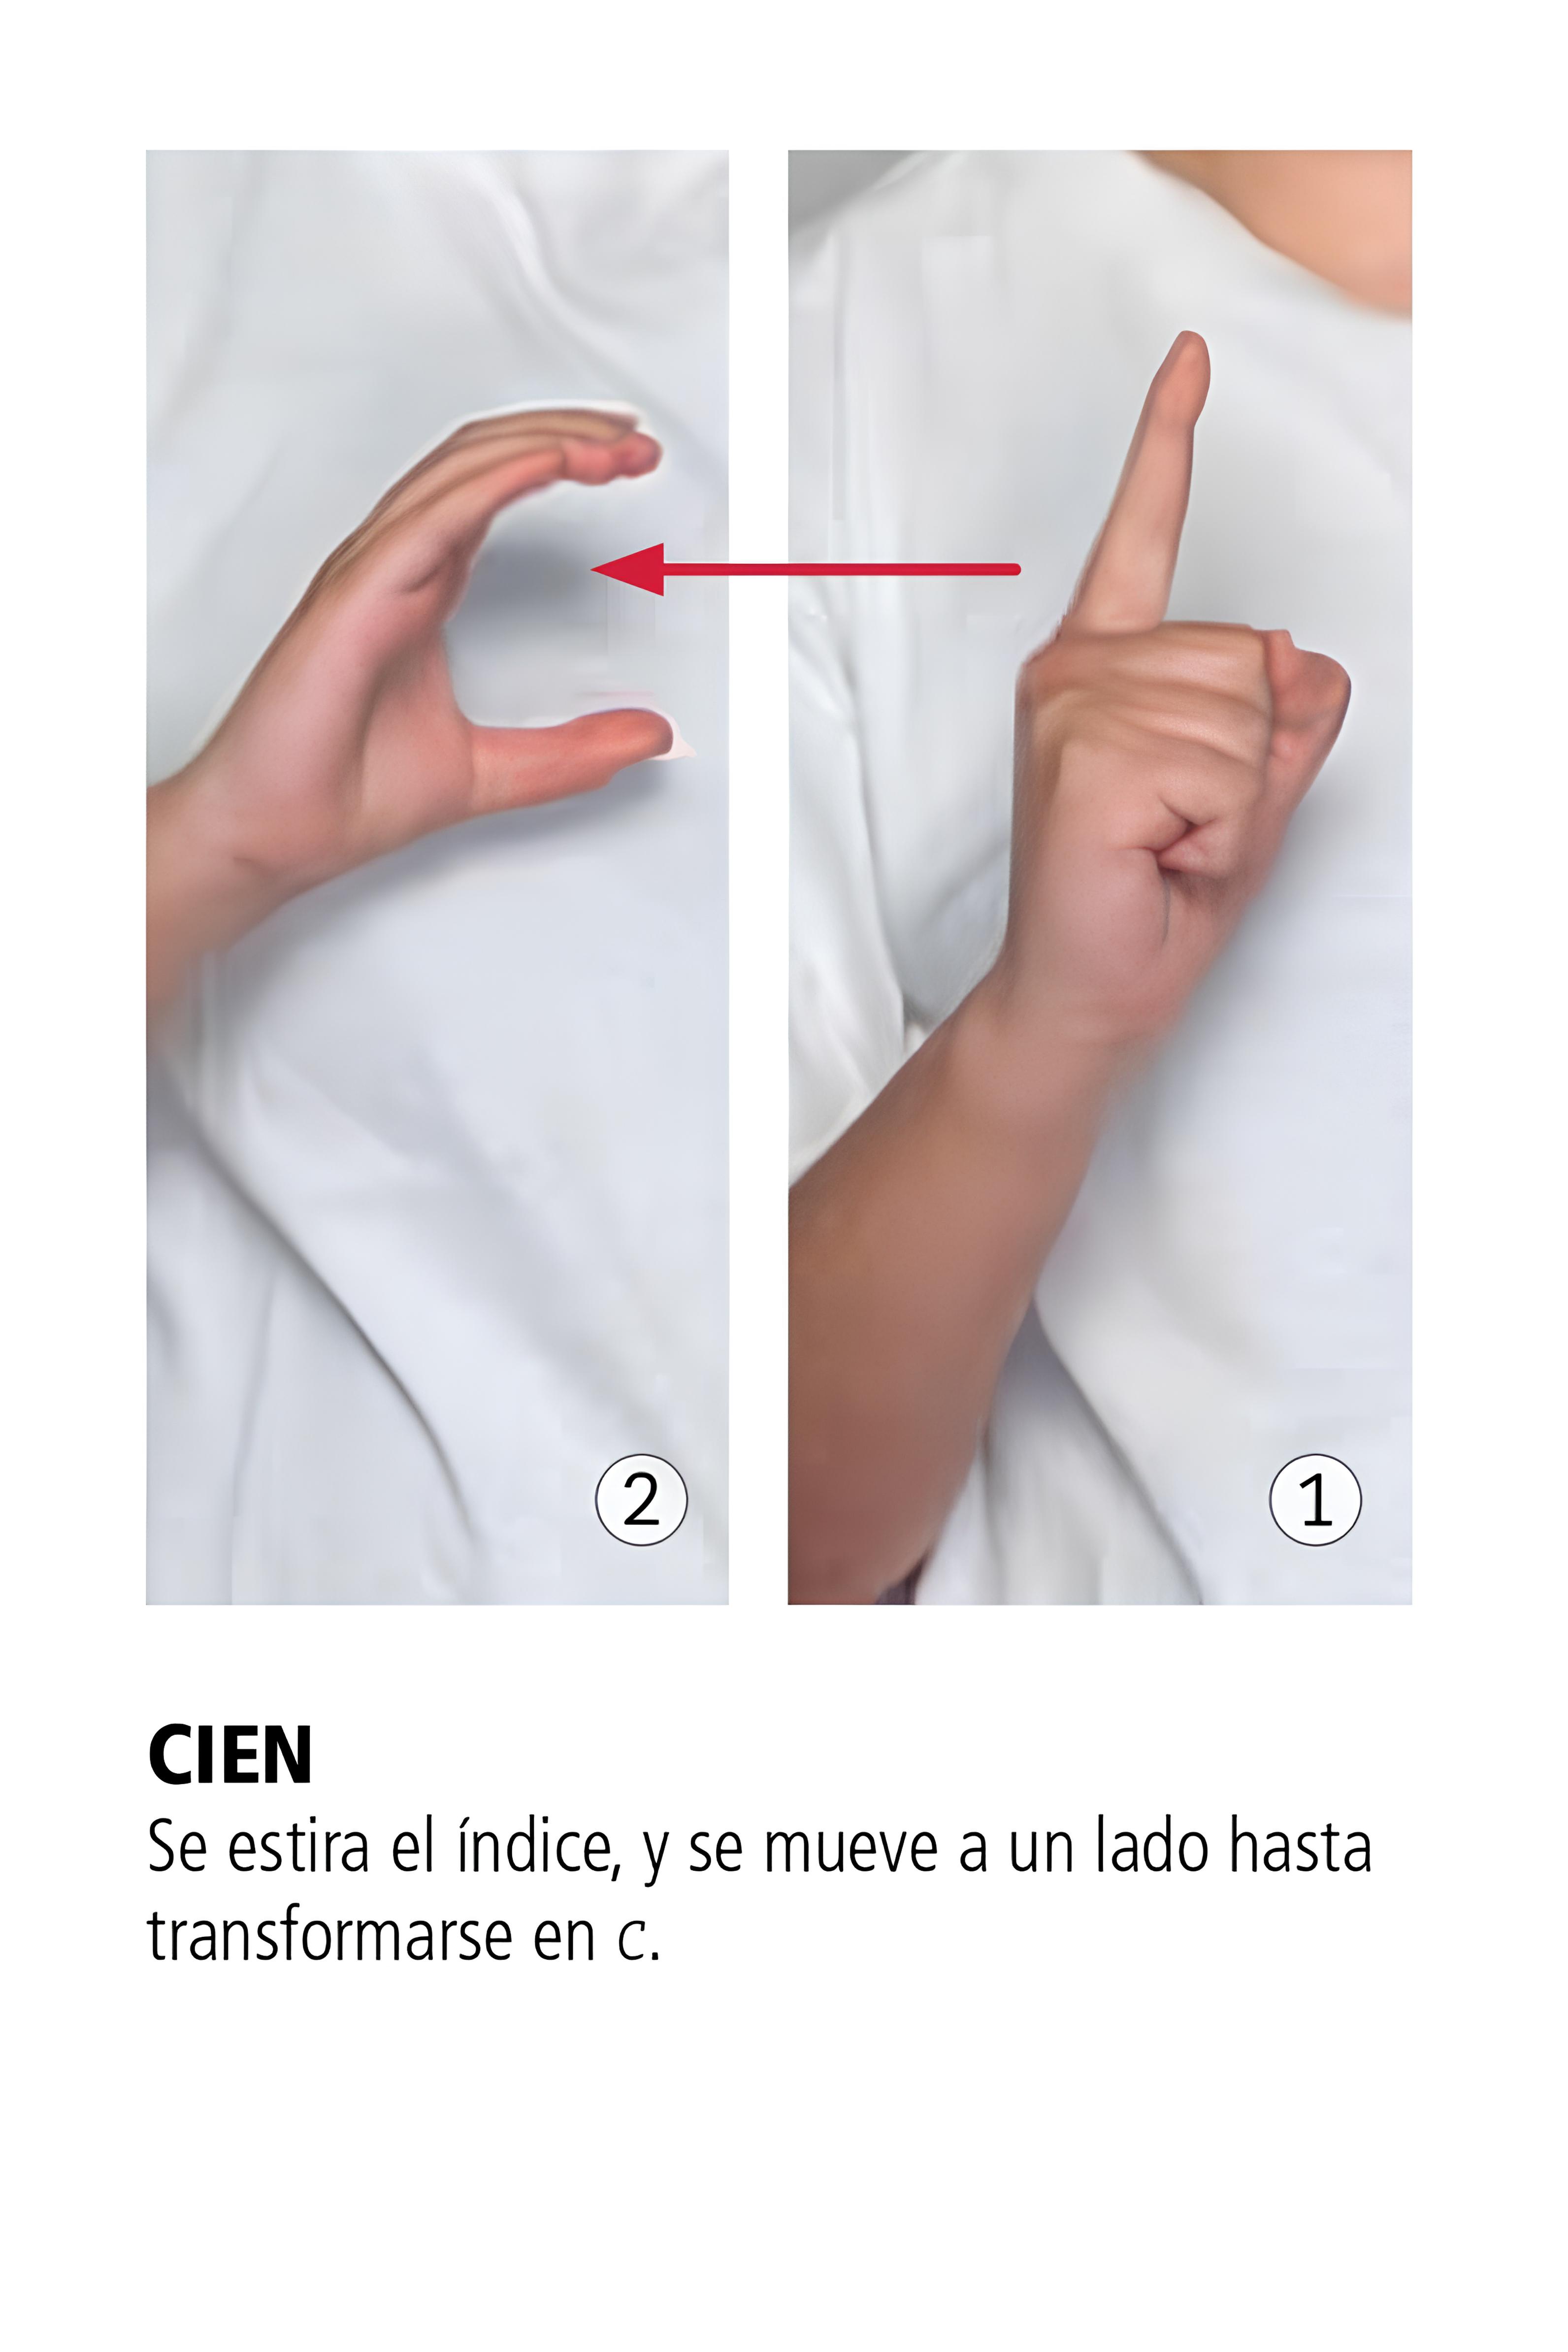 2
1
CIEN
Se estira el índice, y se mueve a un lado hasta
transformarse en c.